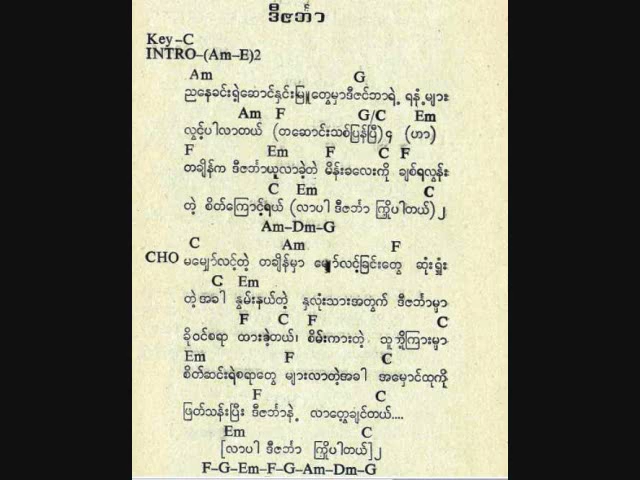 ဒီဇင်ဘာ
Key-C
INTRO-(Am-E)2
Am G
ညနေခင်းရဲ့ဆောင်နှင်းမြူတွေမှာဒီဇင်ဘာရဲ့ ရနံ့များ
Am F G/C Em
လွင့်ပါလာတယ် (တဆောင်းသစ်ပြန်ပြီ)၄ (ဟာ)
F Em F C F
တချိန်က ဒီဇင်ဘာယူလာခဲ့တဲ့ မိန်းခလေးကို ချစ်ရလွန်း
C Em C
တဲ့ စိတ်ကြောင့်ရယ် (လာပါ ဒီဇင်ဘာ ကြိုပါတယ်)၂
Am-Dm-G
C Am F
CHO မမျှော်လင့်တဲ့ တချိန်မှာ မျှော်လင့်ခြင်းတွေ ဆုံးရှုံး
C Em
တဲ့အခါ နွမ်းနယ်တဲ့ နှလုံးသားအတွက် ဒီဇင်ဘာမှာ
F C F C
ခိုဝင်စရာ ထားခဲ့တယ်၊ စိမ်းကားတဲ့ သူ့ကြားမှာ
Em F C
စိတ်ဆင်းရဲစရာတွေ များလာတဲ့အခါ အမှောင်ထုကို
F C
ဖြတ်သန်းပြီး ဒီဇင်ဘာနဲ့ လာတွေ့ချင်တယ်....
Em C
[လာပါ ဒီဇင်ဘာ ကြိုပါတယ်]၂
F-G-Em-F-G-Am-Dm-G